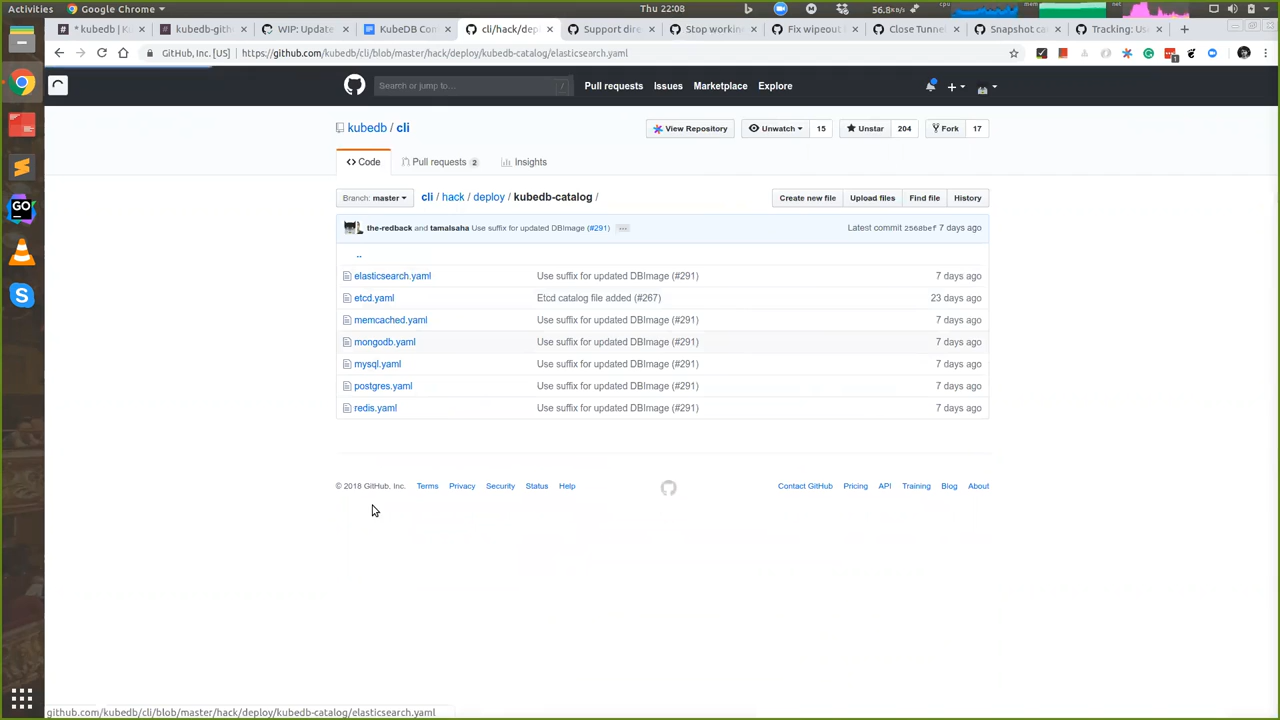 Activities Google Chrome Thu 22:08 56.8
* kubedb | K kubedb-gith WIP: Update KubeDB Con cli/hack/dep Support dire Stop workin Fix wipeout Close Tunnel Snapshot ca Tracking: Us
GitHub, Inc. [US] https://github.com/kubedb/cli/blob/master/hack/deploy/kubedb-catalog/elasticsearch.yaml
Search or jump to... / Pull requests Issues Marketplace Explore
kubedb / cli View Repository Unwatch 15 Unstar 204 Fork 17
<> Code Pull requests 2 Insights
Branch: master cli / hack / deploy / kubedb-catalog / Create new file Upload files Find file History
the-redback and tamalsaha Use suffix for updated DBImage (#291) ... Latest commit 2560bef 7 days ago
..
elasticsearch.yaml Use suffix for updated DBImage (#291) 7 days ago
etcd.yaml Etcd catalog file added (#267) 23 days ago
memcached.yaml Use suffix for updated DBImage (#291) 7 days ago
mongodb.yaml Use suffix for updated DBImage (#291) 7 days ago
mysql.yaml Use suffix for updated DBImage (#291) 7 days ago
postgres.yaml Use suffix for updated DBImage (#291) 7 days ago
redis.yaml Use suffix for updated DBImage (#291) 7 days ago
© 2018 GitHub, Inc. Terms Privacy Security Status Help Contact GitHub Pricing API Training Blog About
github.com/kubedb/cli/blob/master/hack/deploy/kubedb-catalog/elasticsearch.yaml